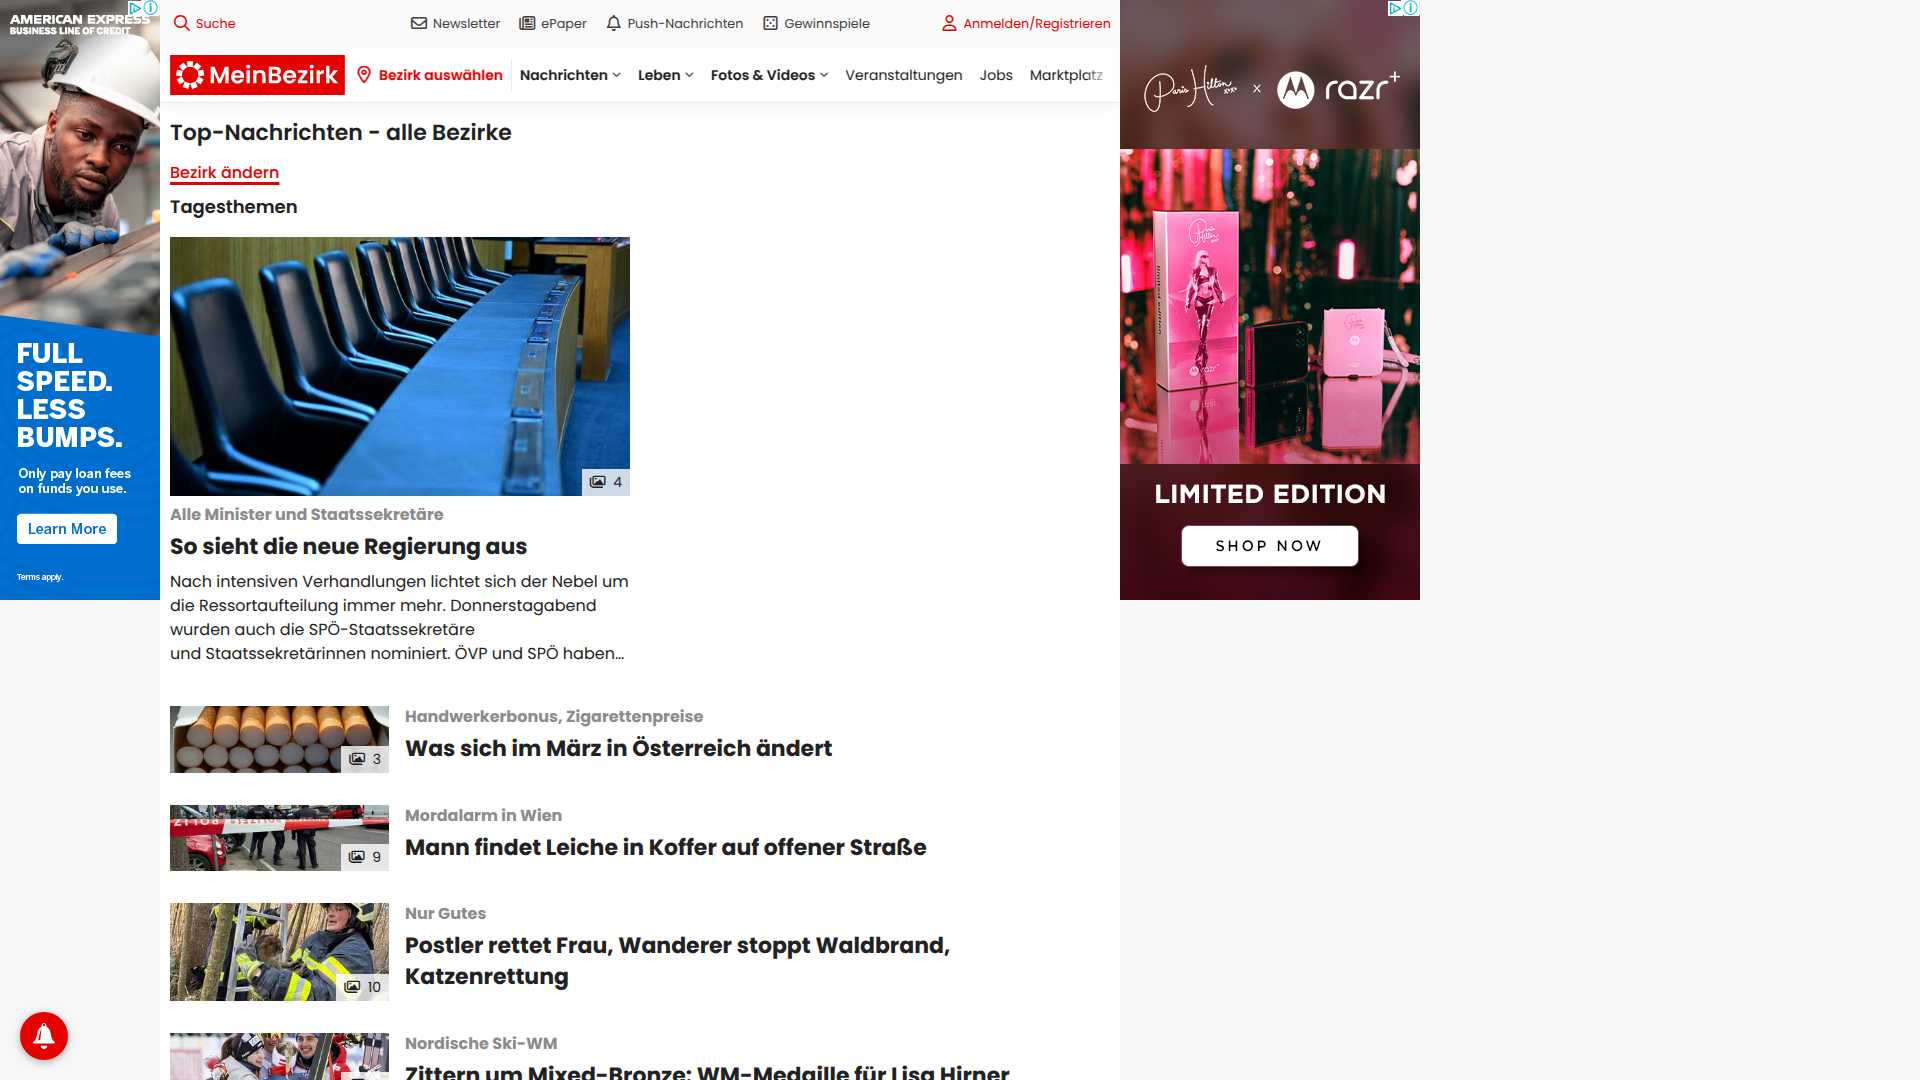 AMERICAN EXPRESS
BUSINESS LINE OF CREDIT
FULL
SPEED.
LESS
BUMPS.
Only pay loan fees
on funds you use.
Learn More
Terms apply.
Suche
Newsletter
ePaper
Push-Nachrichten
Gewinnspiele
Anmelden/Registrieren
MeinBezirk
Bezirk auswählen
Nachrichten
Leben
Fotos & Videos
Veranstaltungen
Jobs
Marktplatz
Top-Nachrichten - alle Bezirke
Bezirk ändern
Tagesthemen
4
Alle Minister und Staatssekretäre
So sieht die neue Regierung aus
Nach intensiven Verhandlungen lichtet sich der Nebel um
die Ressortaufteilung immer mehr. Donnerstagabend
wurden auch die SPÖ-Staatssekretäre
und Staatssekretärinnen nominiert. ÖVP und SPÖ haben...
3
Handwerkerbonus, Zigarettenpreise
Was sich im März in Österreich ändert
9
Mordalarm in Wien
Mann findet Leiche in Koffer auf offener Straße
10
Nur Gutes
Postler rettet Frau, Wanderer stoppt Waldbrand,
Katzenrettung
Nordische Ski-WM
Zittern um Mixed-Bronze: WM-Medaille für Lisa Hirner
Paris Hilton x razr+
LIMITED EDITION
SHOP NOW